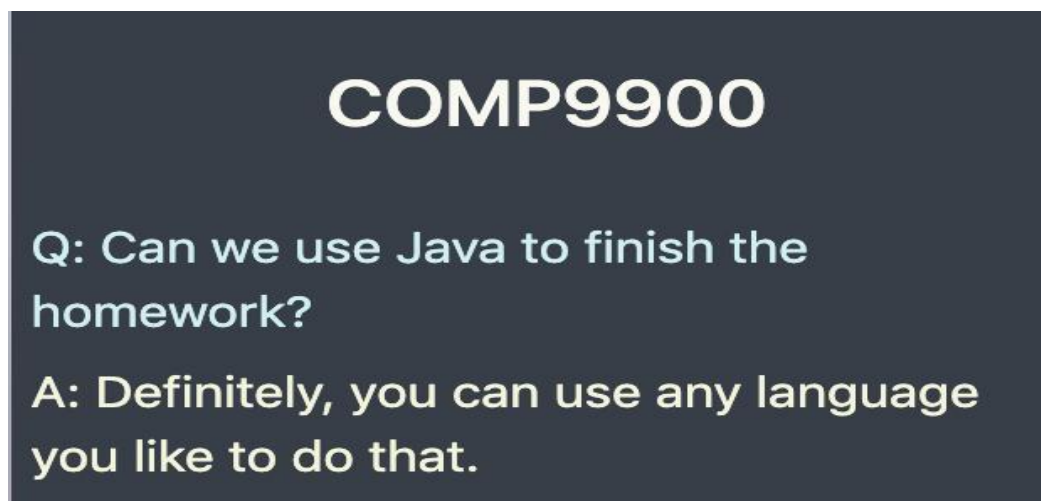 COMP9900
Q: Can we use Java to finish the
homework?
A: Definitely, you can use any language
you like to do that.